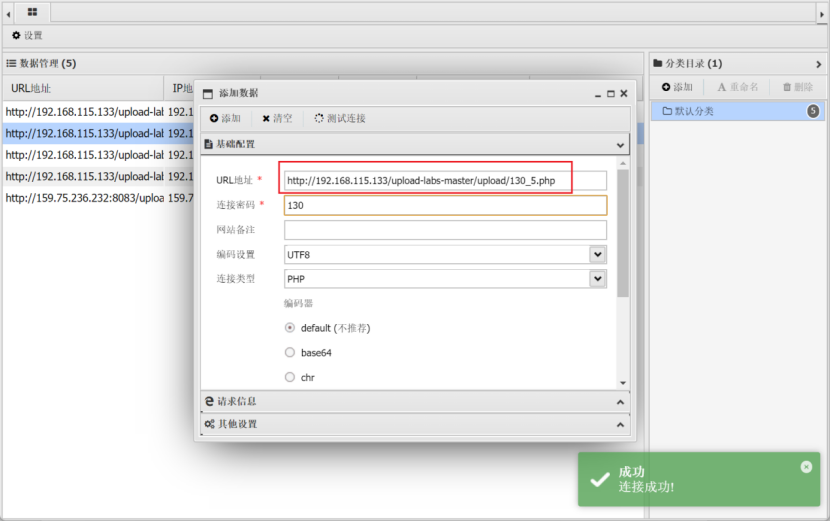 设置
数据管理 (5)
分类目录 (1)
URL地址
IP地
添加
重命名
删除
默认分类
5
http://192.168.115.133/upload-lab
192.1
http://192.168.115.133/upload-lab
192.1
http://192.168.115.133/upload-lab
192.1
http://192.168.115.133/upload-lab
192.1
http://159.75.236.232:8083/uploa
159.7
添加数据
添加
清空
测试连接
基础配置
URL地址 *
http://192.168.115.133/upload-labs-master/upload/130_5.php
连接密码 *
130
网站备注
编码设置
UTF8
连接类型
PHP
编码器
default (不推荐)
base64
chr
请求信息
其他设置
成功
连接成功!